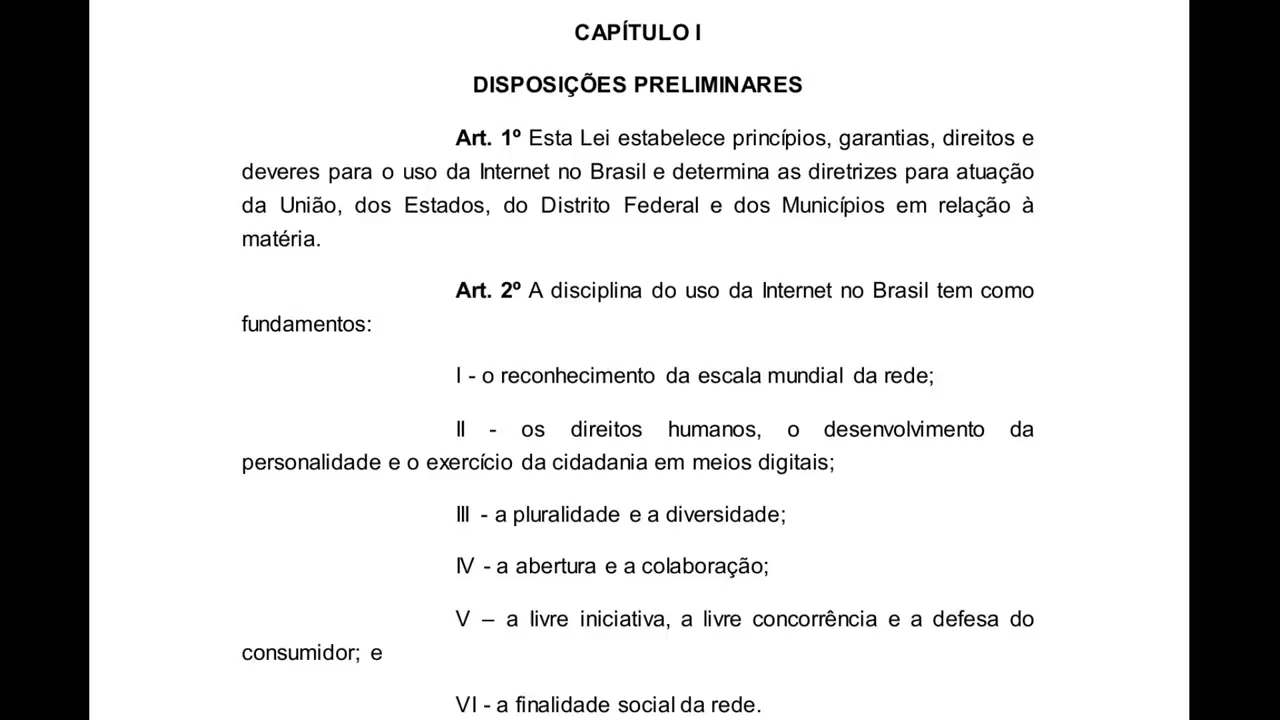 CAPÍTULO I
DISPOSIÇÕES PRELIMINARES
Art. 1º Esta Lei estabelece princípios, garantias, direitos e
deveres para o uso da Internet no Brasil e determina as diretrizes para atuação
da União, dos Estados, do Distrito Federal e dos Municípios em relação à
matéria.
Art. 2º A disciplina do uso da Internet no Brasil tem como
fundamentos:
I - o reconhecimento da escala mundial da rede;
II - os direitos humanos, o desenvolvimento da
personalidade e o exercício da cidadania em meios digitais;
III - a pluralidade e a diversidade;
IV - a abertura e a colaboração;
V – a livre iniciativa, a livre concorrência e a defesa do
consumidor; e
VI - a finalidade social da rede.